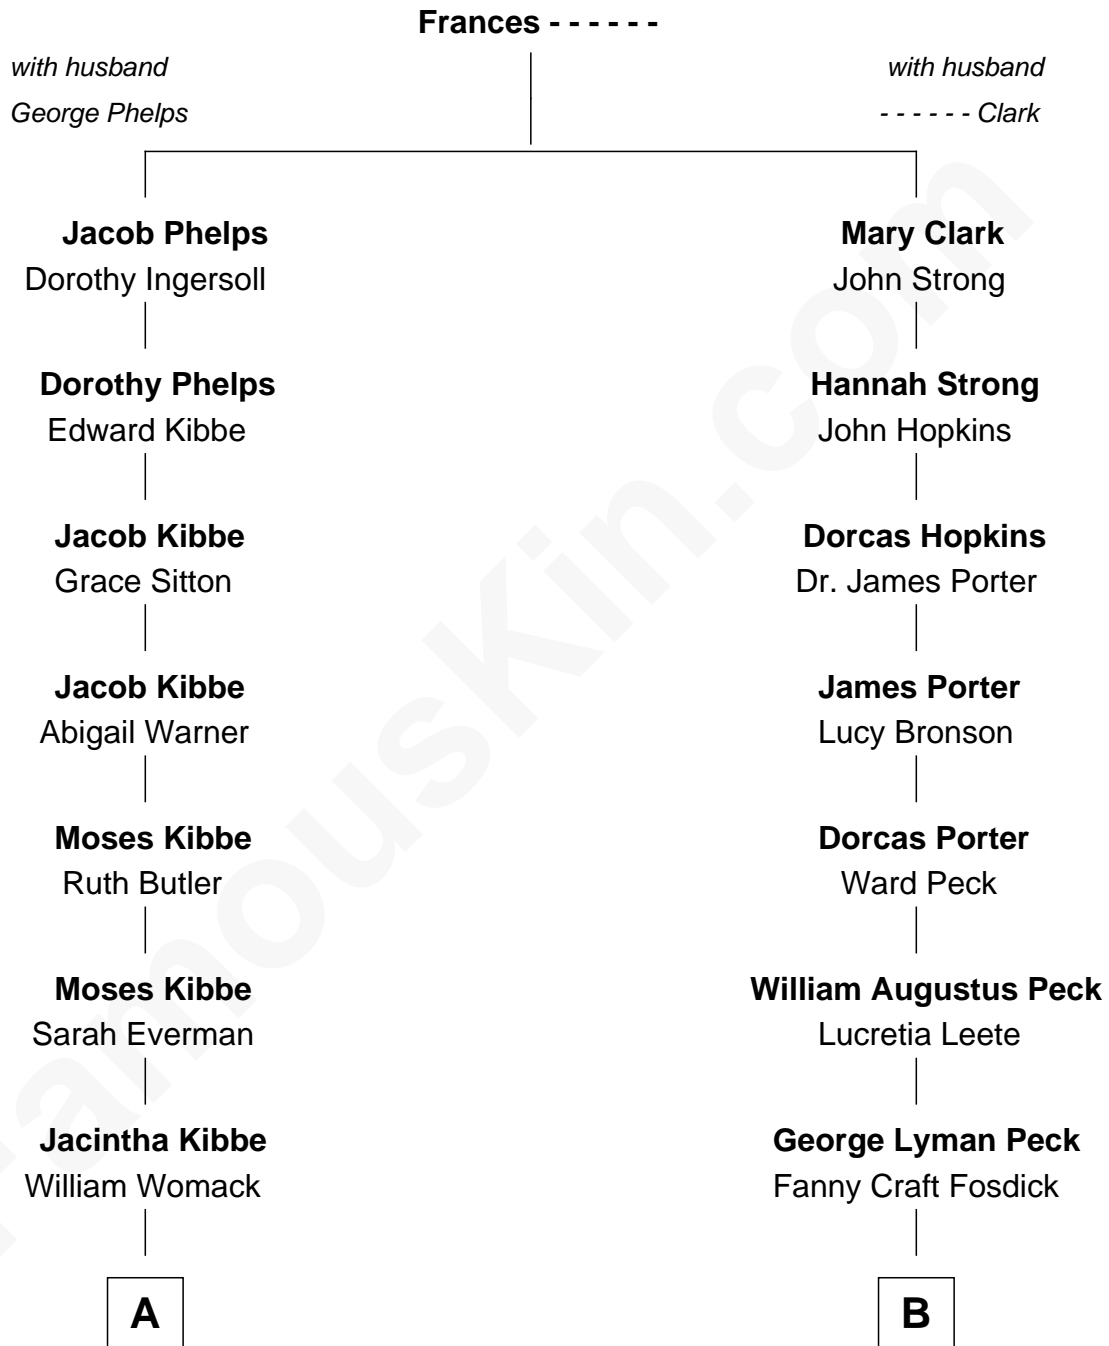 Frances - - - - - -
with husband
George Phelps
with husband
- - - - - - Clark
Jacob Phelps
Dorothy Ingersoll
Mary Clark
John Strong
Dorothy Phelps
Edward Kibbe
Hannah Strong
John Hopkins
Jacob Kibbe
Grace Sitton
Dorcas Hopkins
Dr. James Porter
Jacob Kibbe
Abigail Warner
James Porter
Lucy Bronson
Moses Kibbe
Ruth Butler
Dorcas Porter
Ward Peck
Moses Kibbe
Sarah Everman
William Augustus Peck
Lucretia Leete
Jacintha Kibbe
William Womack
George Lyman Peck
Fanny Craft Fosdick
A
B
FamousKin.com